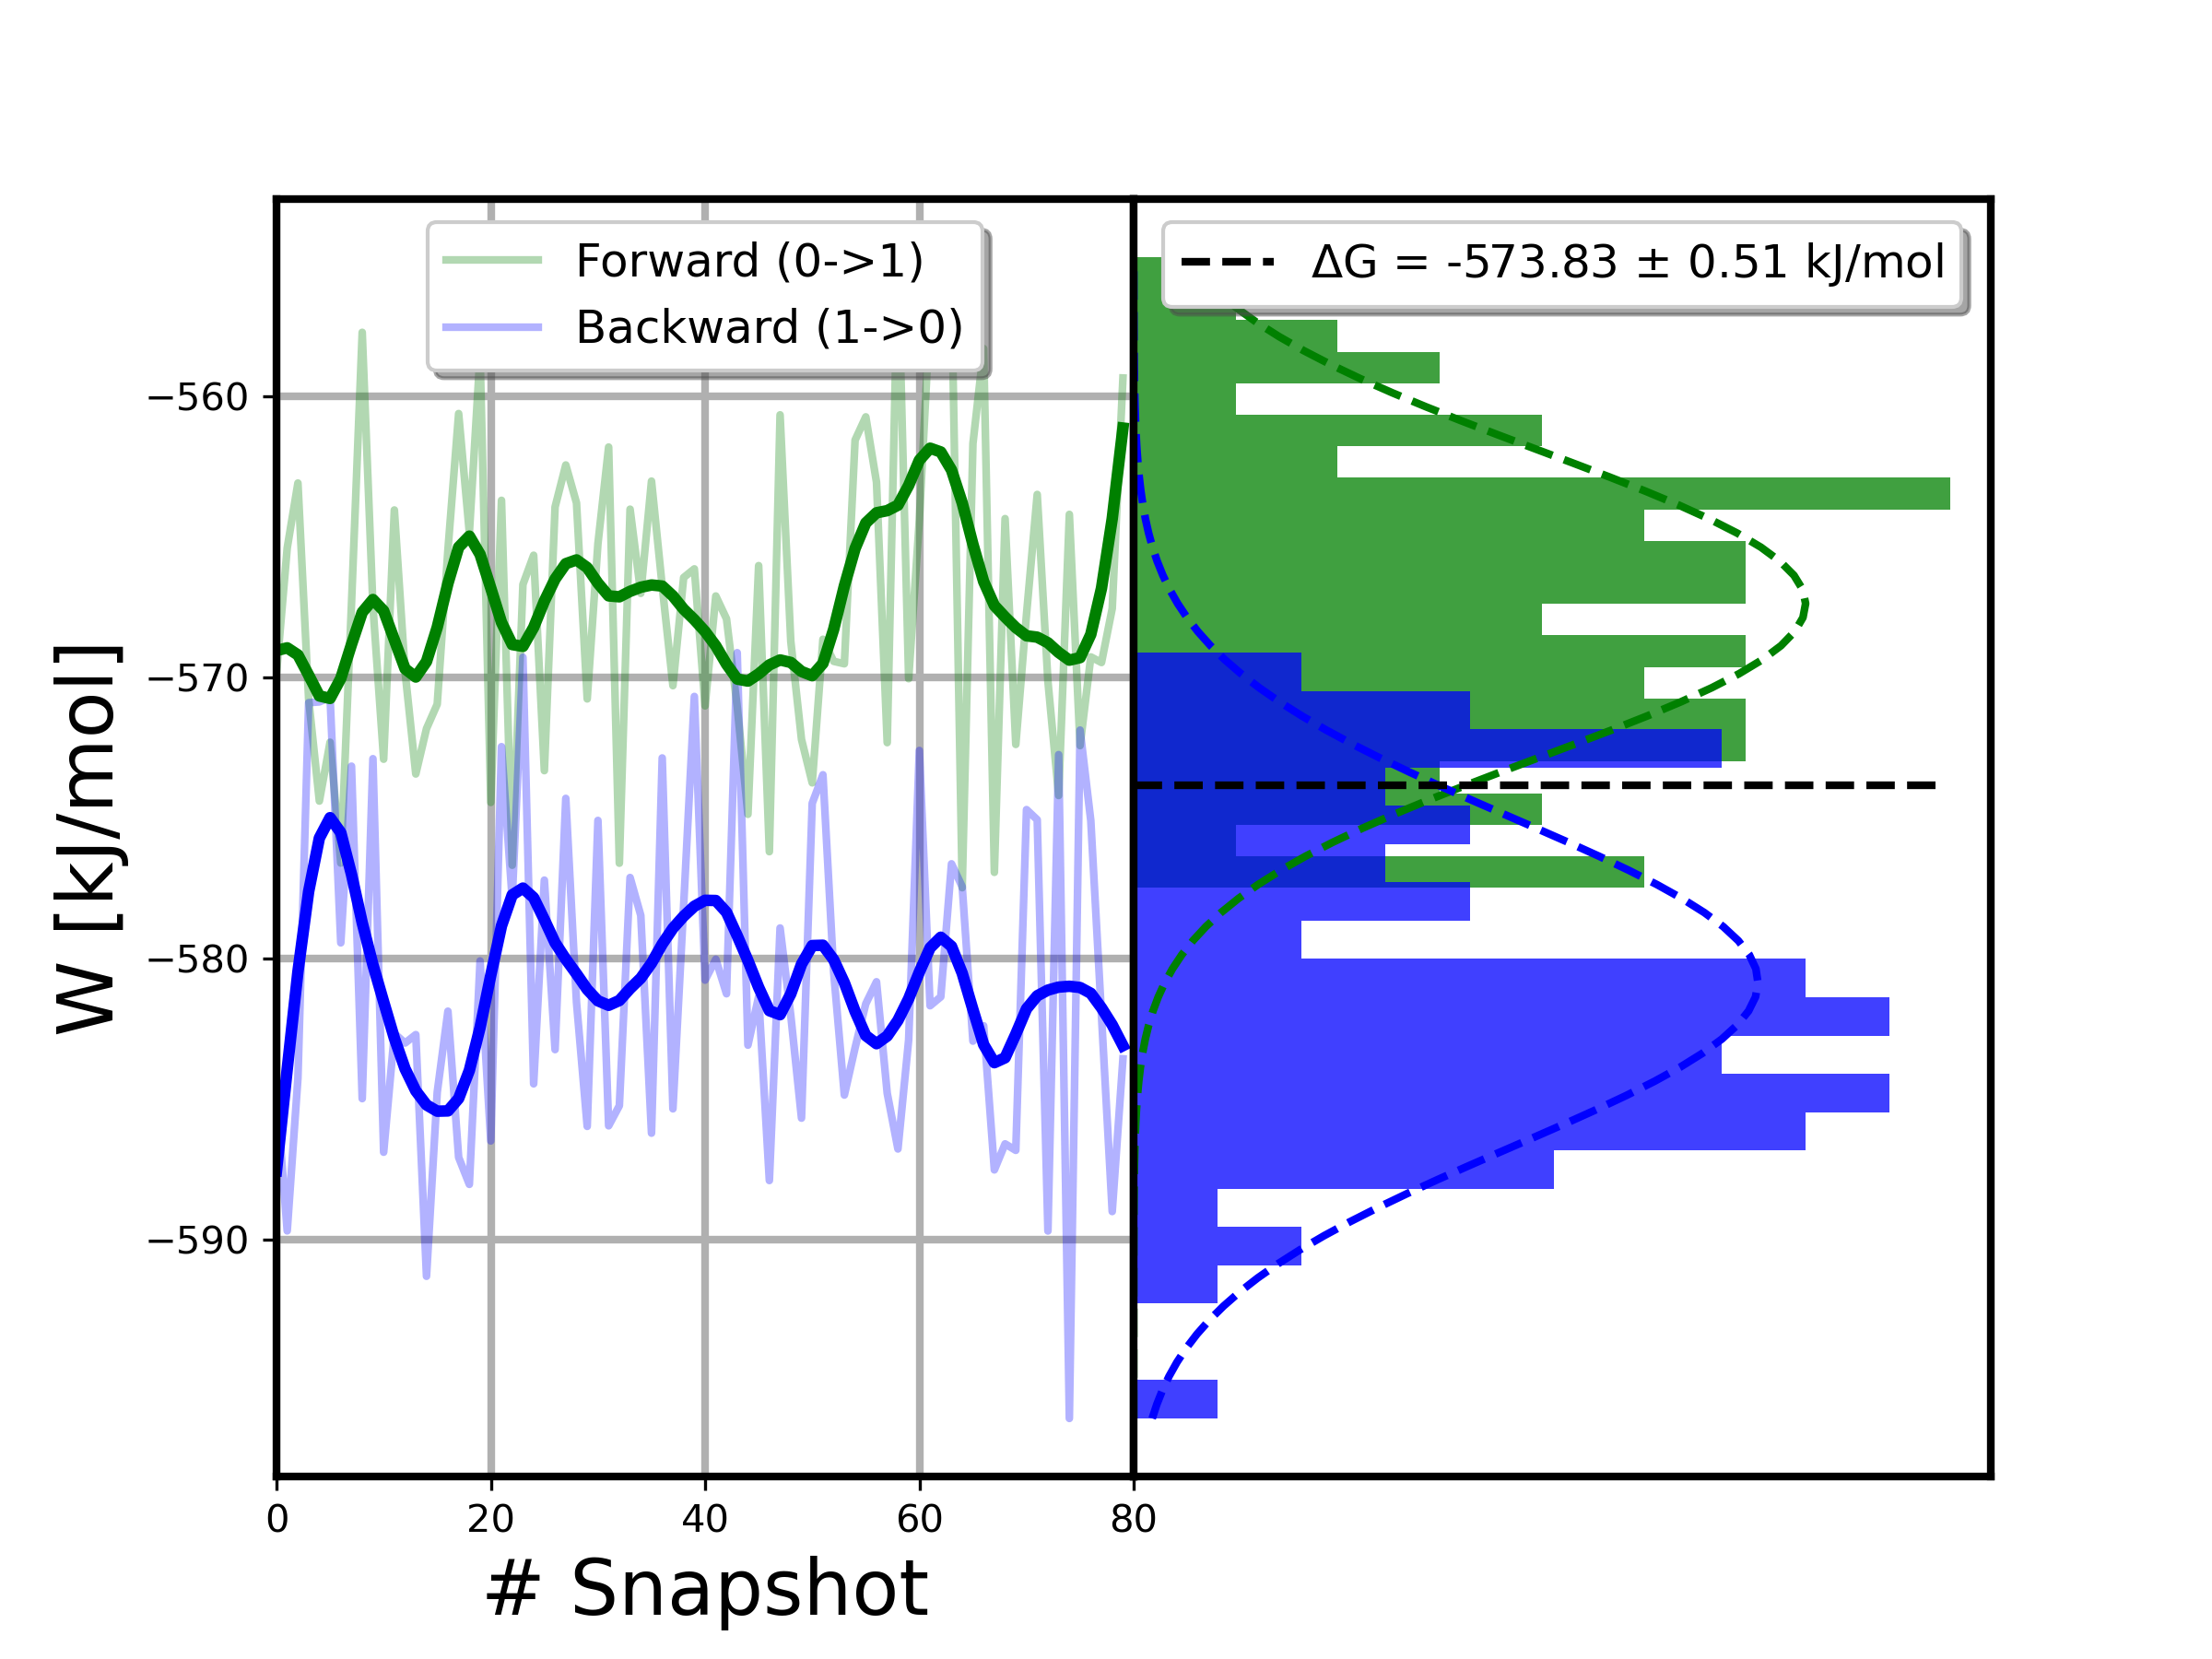 Forward (0->1)
Backward (1->0)
ΔG = -573.83 ± 0.51 kJ/mol
W [kJ/mol]
−560
−570
−580
−590
0 20 40 60 80
# Snapshot